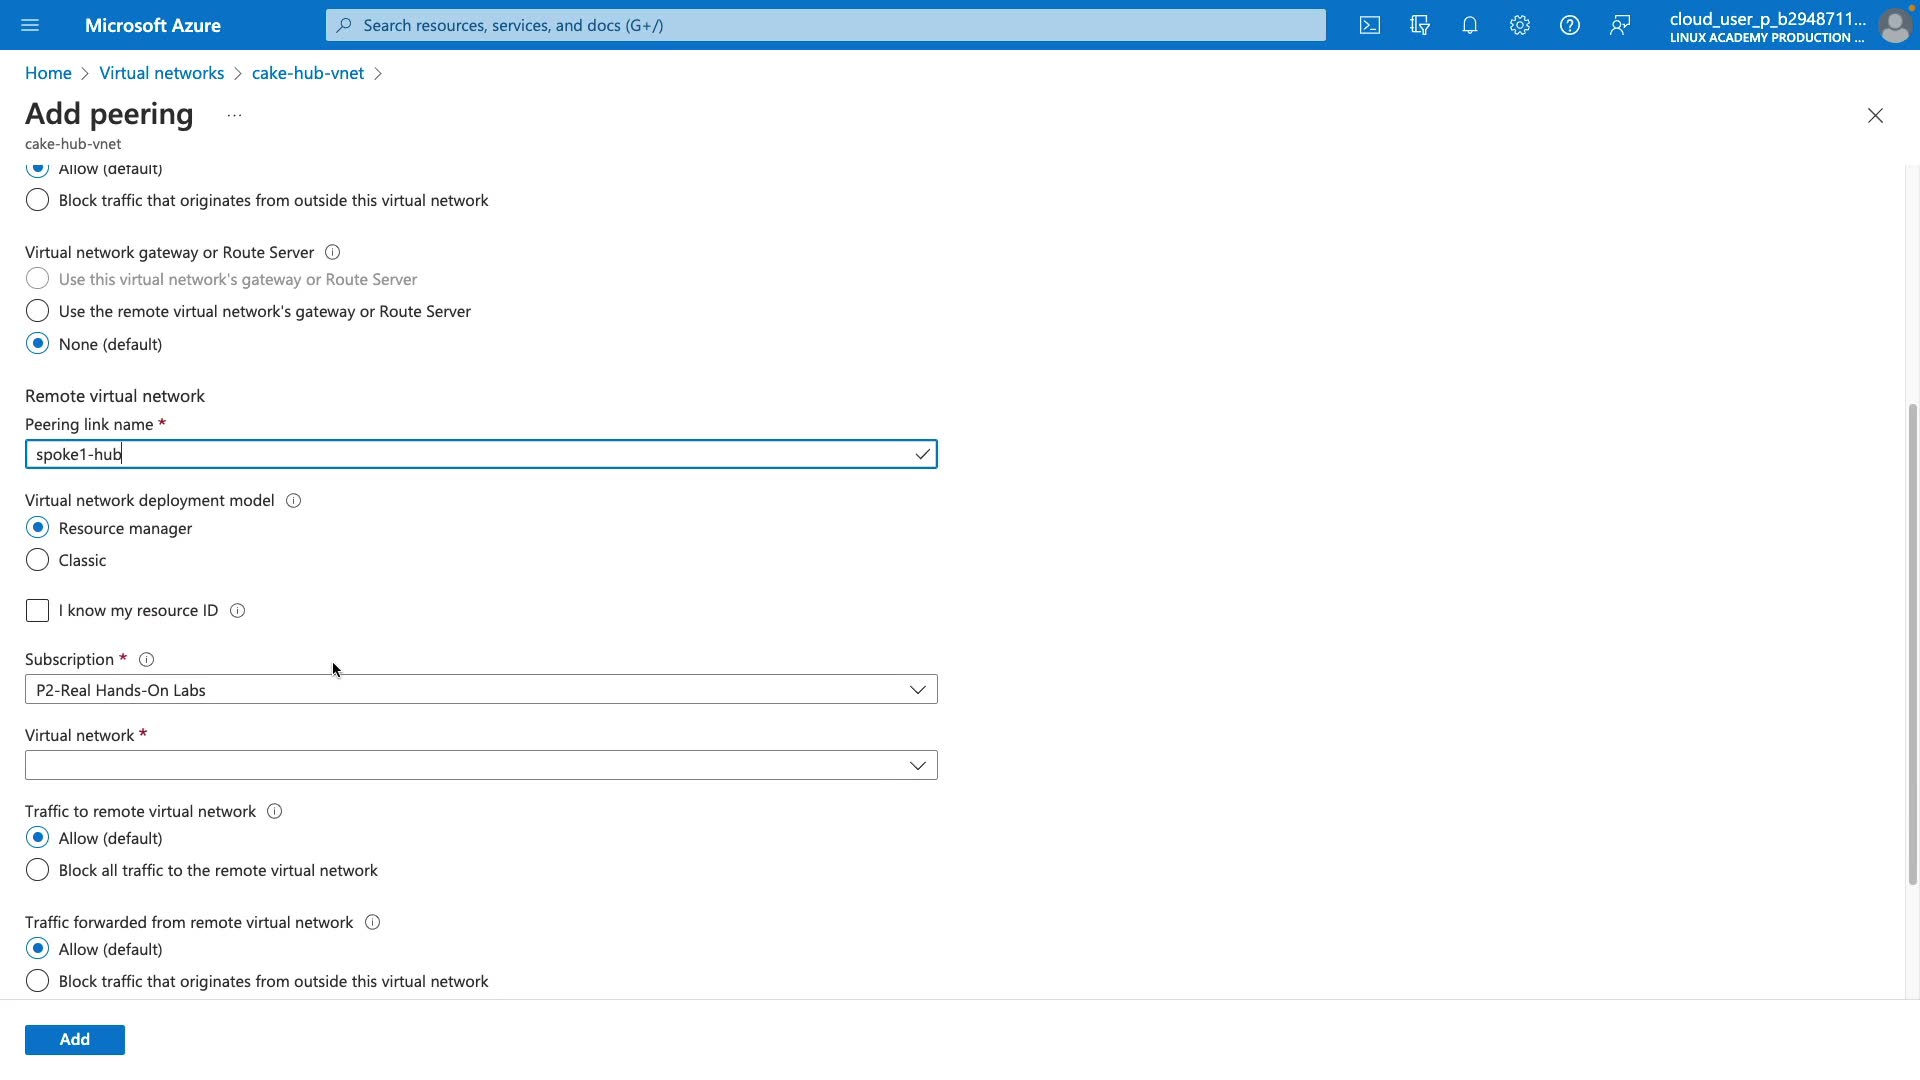 Microsoft Azure
Search resources, services, and docs (G+/)
cloud_user_p_b2948711...
LINUX ACADEMY PRODUCTION ...
Home > Virtual networks > cake-hub-vnet >
Add peering ...
cake-hub-vnet
Allow (default)
Block traffic that originates from outside this virtual network
Virtual network gateway or Route Server
Use this virtual network's gateway or Route Server
Use the remote virtual network's gateway or Route Server
None (default)
Remote virtual network
Peering link name *
spoke1-hub
Virtual network deployment model
Resource manager
Classic
I know my resource ID
Subscription *
P2-Real Hands-On Labs
Virtual network *
Traffic to remote virtual network
Allow (default)
Block all traffic to the remote virtual network
Traffic forwarded from remote virtual network
Allow (default)
Block traffic that originates from outside this virtual network
Add